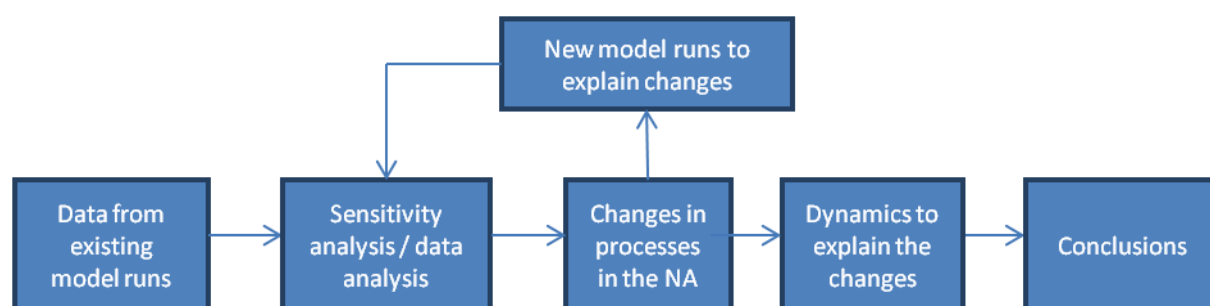 New model runs to
explain changes
Data from
existing
model runs
Sensitivity
analysis / data
analysis
Changes in
processes
in the NA
Dynamics to
explain the
changes
Conclusions